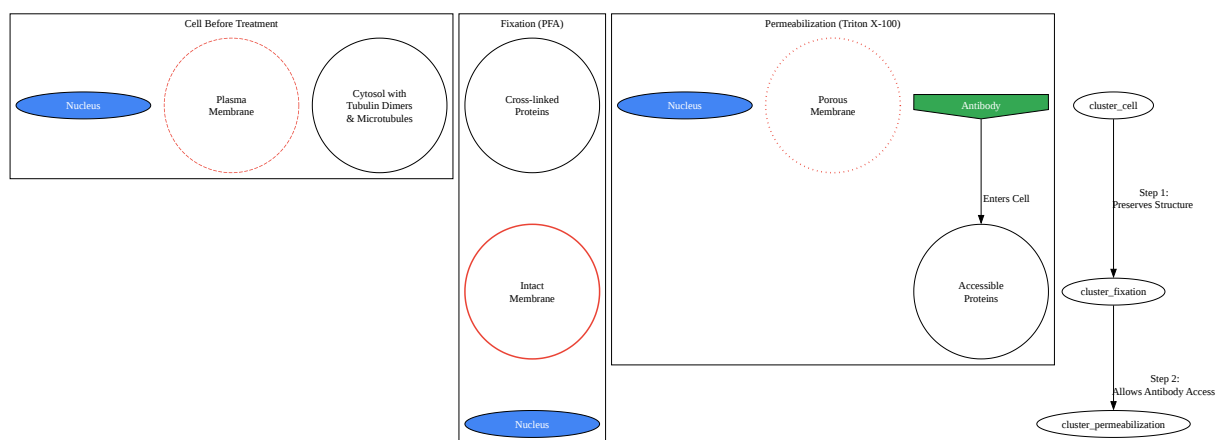 Cell Before Treatment
Nucleus
Plasma
Membrane
Cytosol with
Tubulin Dimers
& Microtubules
Fixation (PFA)
Cross-linked
Proteins
Intact
Membrane
Nucleus
Permeabilization (Triton X-100)
Nucleus
Porous
Membrane
Antibody
Enters Cell
Accessible
Proteins
cluster_cell
Step 1:
Preserves Structure
cluster_fixation
Step 2:
Allows Antibody Access
cluster_permeabilization